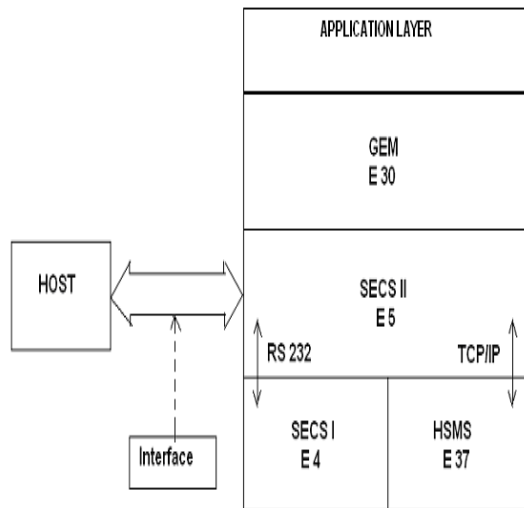 APPLICATION LAYER
GEM
E 30
HOST
SECS II
E 5
RS 232
TCP/IP
SECS I
E 4
HSMS
E 37
Interface